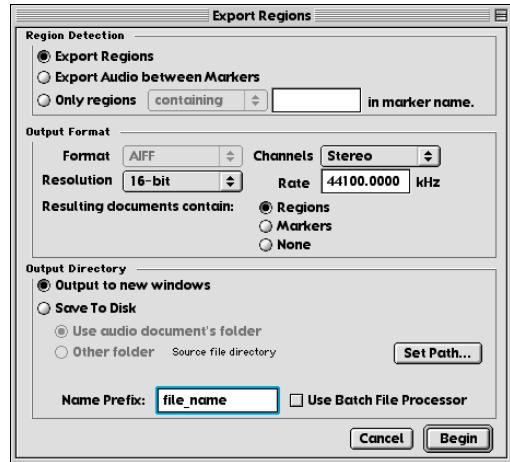 Export Regions
Region Detection
Export Regions
Export Audio between Markers
Only regions containing in marker name.
Output Format
Format AIFF Channels Stereo
Resolution 16-bit Rate 44100.0000 kHz
Resulting documents contain: Regions
Markers
None
Output Directory
Output to new windows
Save To Disk
Use audio document's folder
Other folder Source file directory Set Path...
Name Prefix: file_name Use Batch File Processor
Cancel Begin